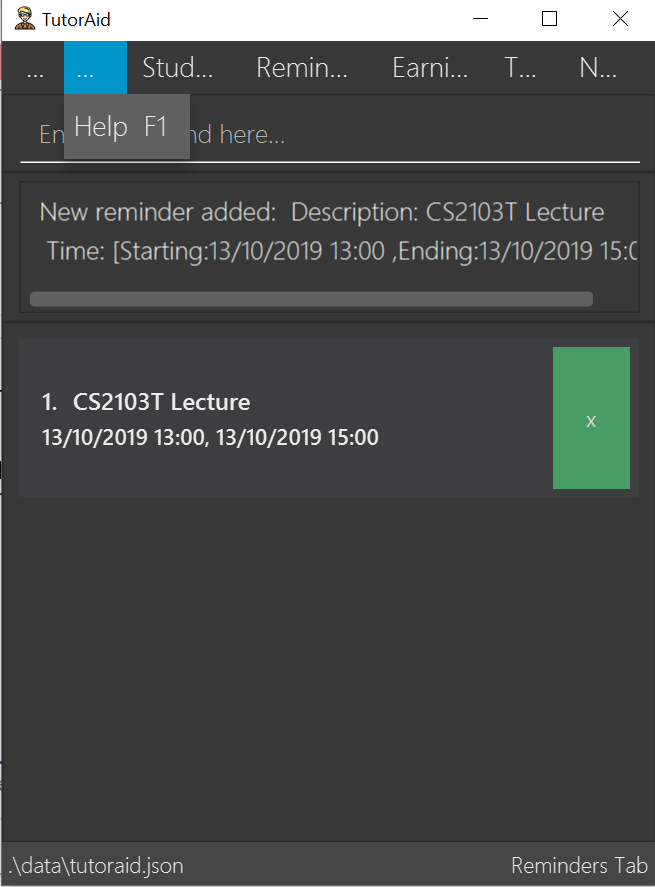 TutorAid
... ... Stud... Remin... Earni... T... N...
Help F1
En nd here...
New reminder added: Description: CS2103T Lecture
Time: [Starting:13/10/2019 13:00 ,Ending:13/10/2019 15:0
1. CS2103T Lecture
13/10/2019 13:00, 13/10/2019 15:00
x
.\data\tutoraid.json
Reminders Tab